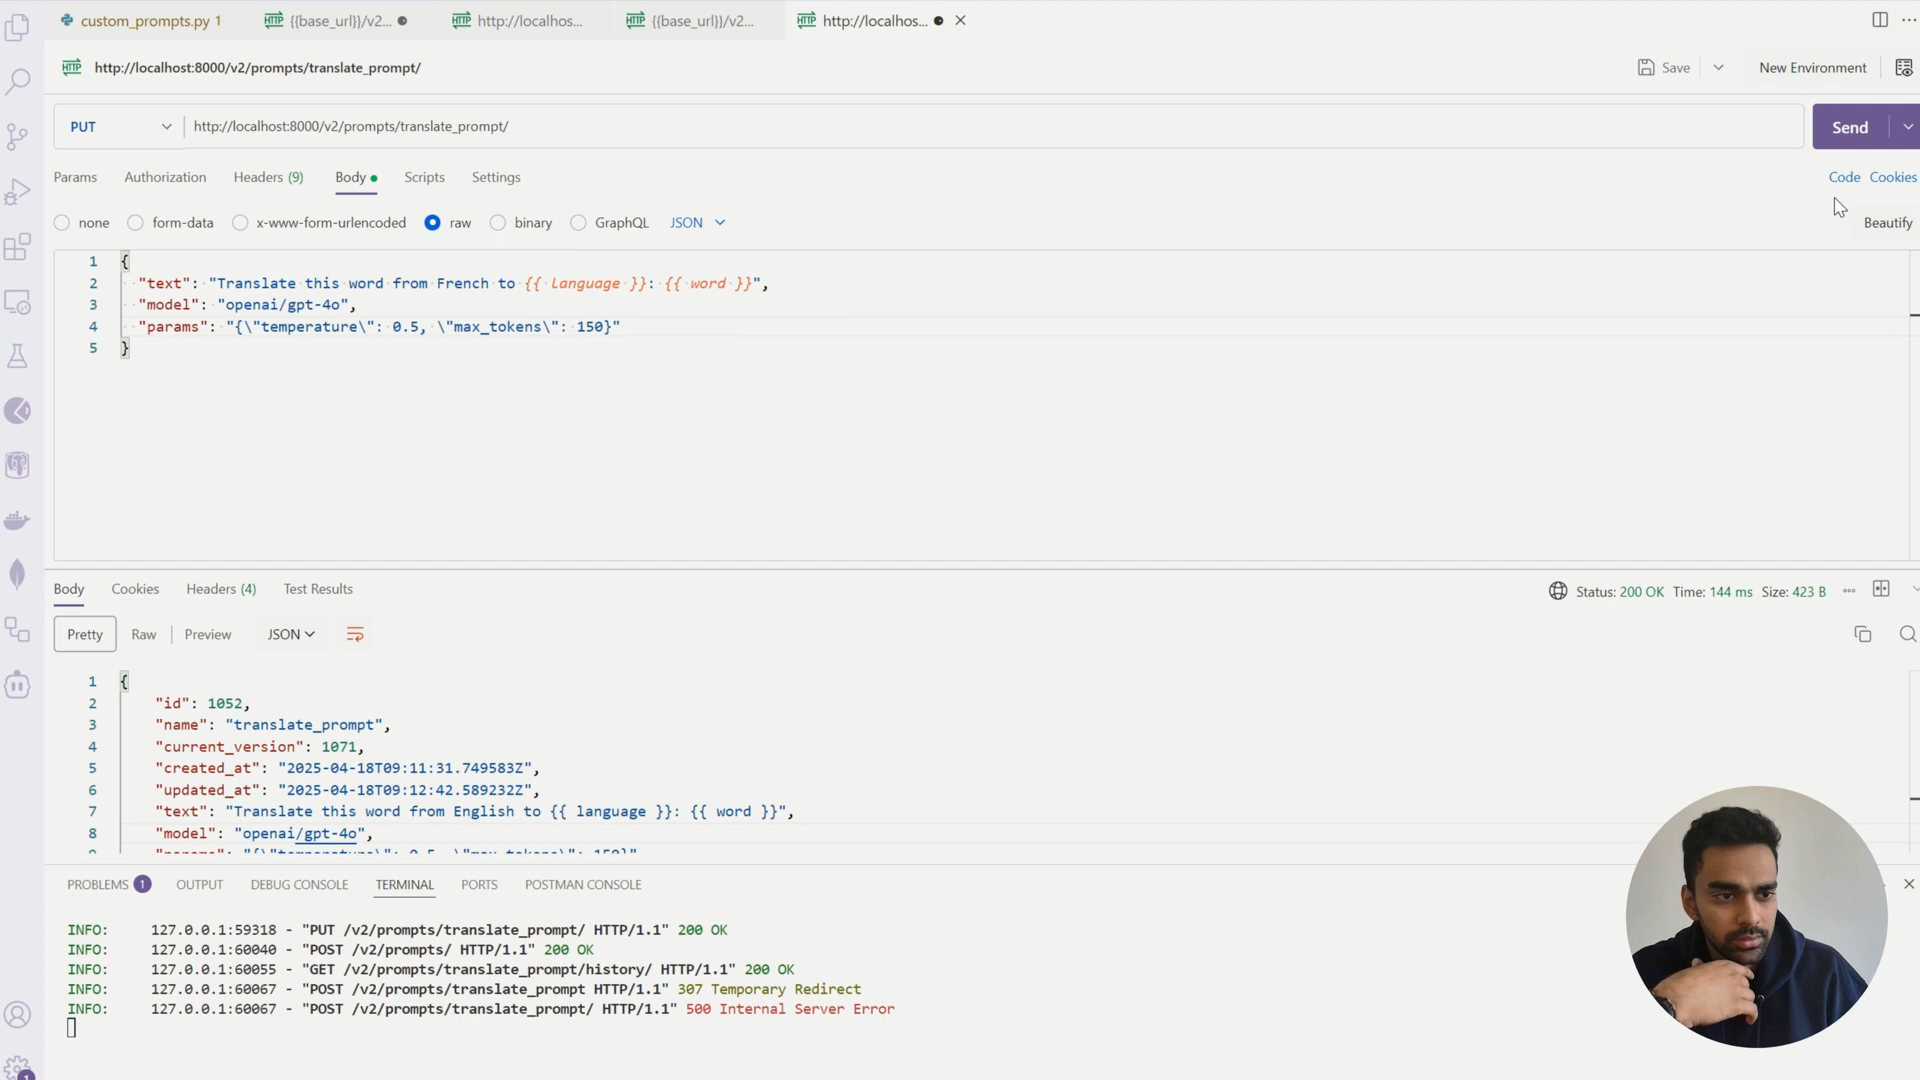 custom_prompts.py 1 {{base_url}}/v2... http://localhos... {{base_url}}/v2... http://localhos...
HTTP http://localhost:8000/v2/prompts/translate_prompt/ Save New Environment
PUT http://localhost:8000/v2/prompts/translate_prompt/ Send
Params Authorization Headers (9) Body Scripts Settings Code Cookies
none form-data x-www-form-urlencoded raw binary GraphQL JSON Beautify
1 {
2 "text": "Translate this word from French to {{ language }}: {{ word }}",
3 "model": "openai/gpt-4o",
4 "params": "{\"temperature\": 0.5, \"max_tokens\": 150}"
5 }
Body Cookies Headers (4) Test Results Status: 200 OK Time: 144 ms Size: 423 B
Pretty Raw Preview JSON
1 {
2 "id": 1052,
3 "name": "translate_prompt",
4 "current_version": 1071,
5 "created_at": "2025-04-18T09:11:31.749583Z",
6 "updated_at": "2025-04-18T09:12:42.589232Z",
7 "text": "Translate this word from English to {{ language }}: {{ word }}",
8 "model": "openai/gpt-4o",
PROBLEMS 1 OUTPUT DEBUG CONSOLE TERMINAL PORTS POSTMAN CONSOLE
INFO: 127.0.0.1:59318 - "PUT /v2/prompts/translate_prompt/ HTTP/1.1" 200 OK
INFO: 127.0.0.1:60040 - "POST /v2/prompts/ HTTP/1.1" 200 OK
INFO: 127.0.0.1:60055 - "GET /v2/prompts/translate_prompt/history/ HTTP/1.1" 200 OK
INFO: 127.0.0.1:60067 - "POST /v2/prompts/translate_prompt HTTP/1.1" 307 Temporary Redirect
INFO: 127.0.0.1:60067 - "POST /v2/prompts/translate_prompt/ HTTP/1.1" 500 Internal Server Error